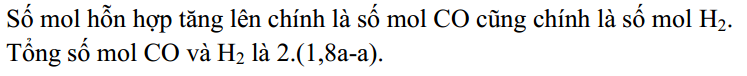 Số mol hỗn hợp tăng lên chính là số mol CO cũng chính là số mol H₂.
Tổng số mol CO và H₂ là 2.(1,8a-a).